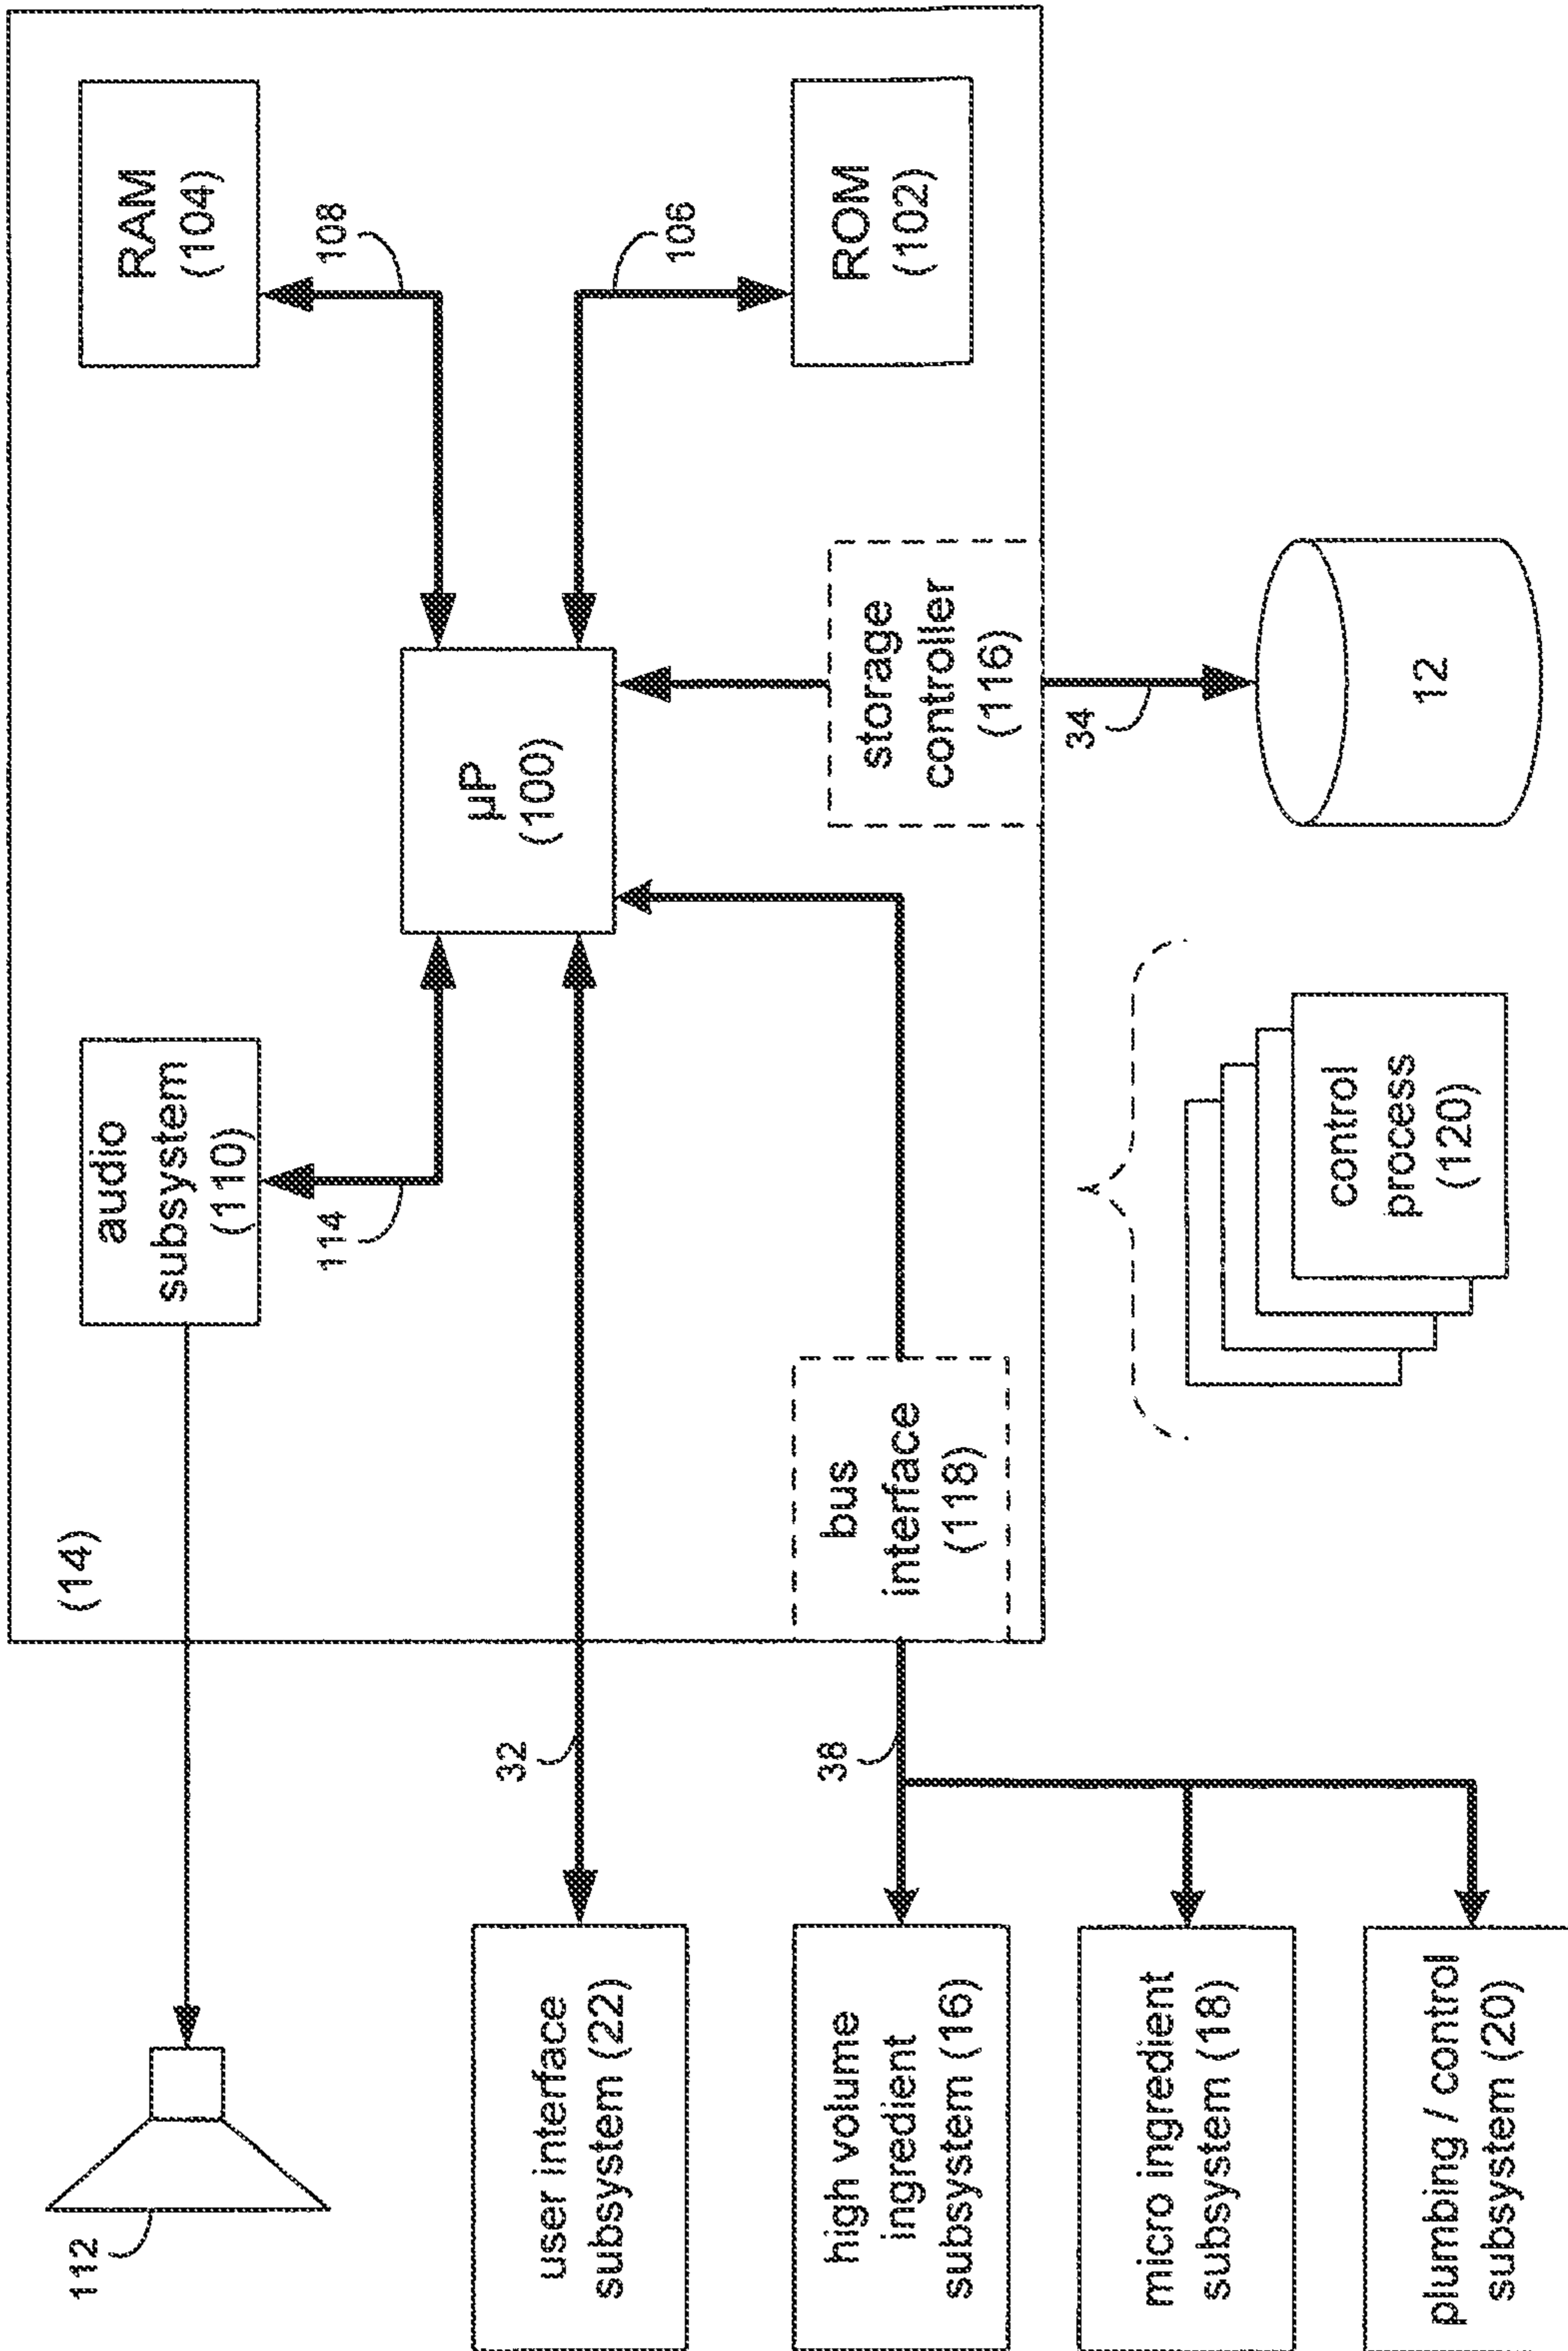 112
(14)
audio
subsystem
(110)
RAM
(104)
114
108
32
µP
(100)
user interface
subsystem (22)
106
38
bus
interface
(118)
storage
controller
(116)
ROM
(102)
high volume
ingredient
subsystem (16)
34
micro ingredient
subsystem (18)
control
process
(120)
12
plumbing / control
subsystem (20)